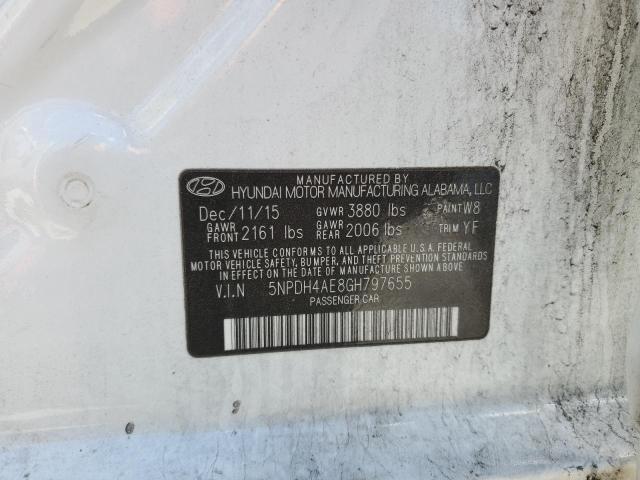 MANUFACTURED BY
HYUNDAI MOTOR MANUFACTURING ALABAMA, LLC
Dec/11/15 GVWR 3880 lbs PAINT W8
GAWR FRONT 2161 lbs GAWR REAR 2006 lbs TRIM YF
THIS VEHICLE CONFORMS TO ALL APPLICABLE U.S.A. FEDERAL
MOTOR VEHICLE SAFETY, BUMPER, AND THEFT PREVENTION STANDARDS
IN EFFECT ON THE DATE OF MANUFACTURE SHOWN ABOVE.
V.I.N 5NPDH4AE8GH797655
PASSENGER CAR